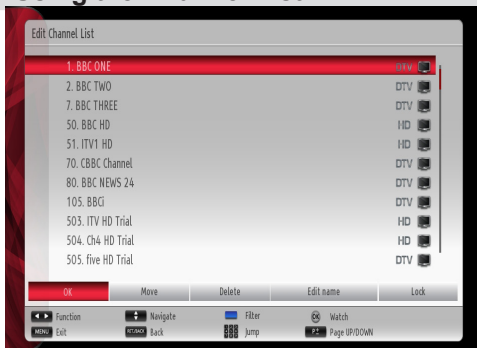 Edit Channel List
1. BBC ONE DTV
2. BBC TWO DTV
7. BBC THREE DTV
50. BBC HD HD
51. ITV1 HD HD
70. CBBC Channel DTV
80. BBC NEWS 24 DTV
105. BBCi DTV
503. ITV HD Trial HD
504. Ch4 HD Trial HD
505. five HD Trial DTV
OK Move Delete Edit name Lock
Function Navigate Filter OK Watch
MENU Exit RET/BACK Back Jump P Page UP/DOWN